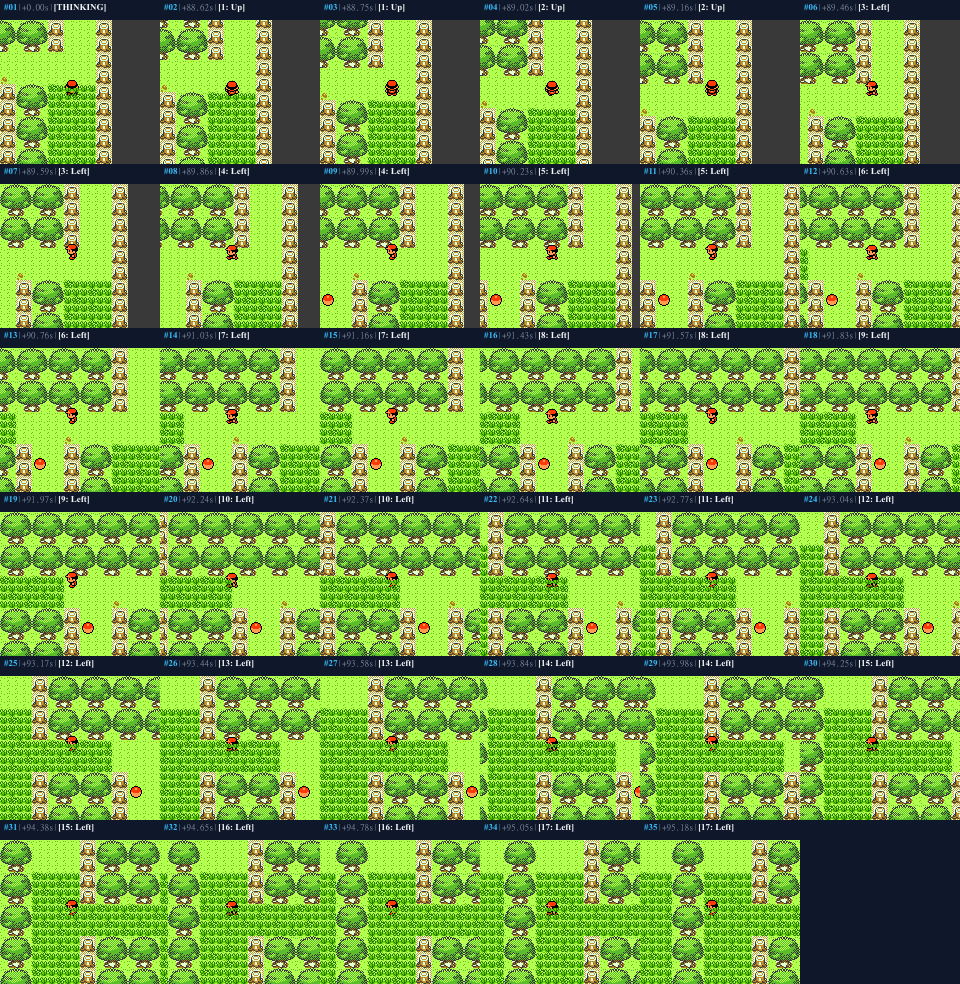 #01|+0.00s|[THINKING] #02|+88.62s|[1: Up] #03|+88.75s|[1: Up] #04|+89.02s|[2: Up] #05|+89.16s|[2: Up] #06|+89.46s|[3: Left]
#07|+89.59s|[3: Left] #08|+89.86s|[4: Left] #09|+89.99s|[4: Left] #10|+90.23s|[5: Left] #11|+90.36s|[5: Left] #12|+90.63s|[6: Left]
#13|+90.76s|[6: Left] #14|+91.03s|[7: Left] #15|+91.16s|[7: Left] #16|+91.43s|[8: Left] #17|+91.57s|[8: Left] #18|+91.83s|[9: Left]
#19|+91.97s|[9: Left] #20|+92.24s|[10: Left] #21|+92.37s|[10: Left] #22|+92.64s|[11: Left] #23|+92.77s|[11: Left] #24|+93.04s|[12: Left]
#25|+93.17s|[12: Left] #26|+93.44s|[13: Left] #27|+93.58s|[13: Left] #28|+93.84s|[14: Left] #29|+93.98s|[14: Left] #30|+94.25s|[15: Left]
#31|+94.38s|[15: Left] #32|+94.65s|[16: Left] #33|+94.78s|[16: Left] #34|+95.05s|[17: Left] #35|+95.18s|[17: Left]